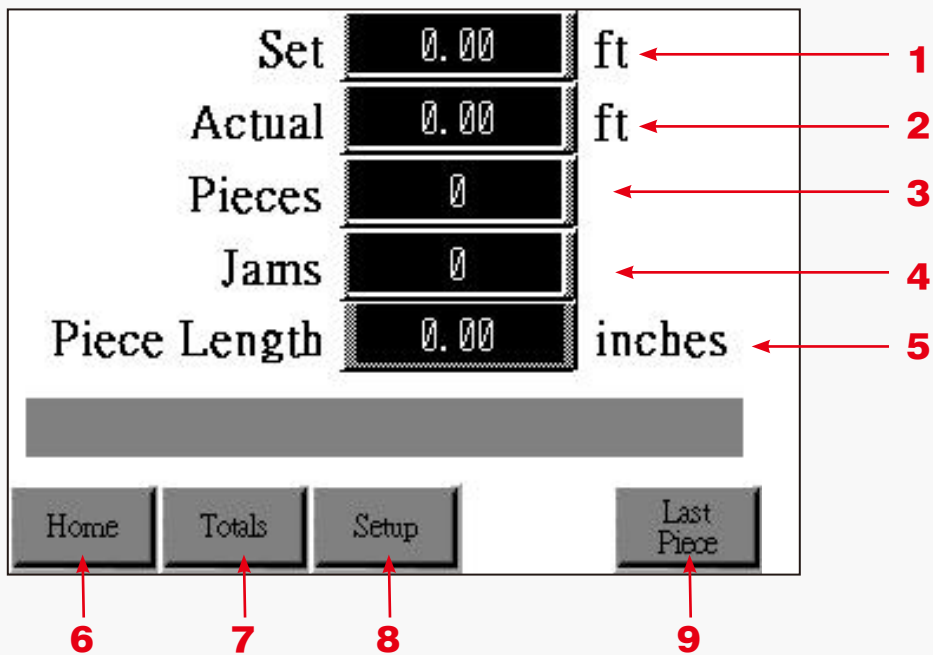 Set 0.00 ft 1
Actual 0.00 ft 2
Pieces 0 3
Jams 0 4
Piece Length 0.00 inches 5
Home Totals Setup Last
Piece
6 7 8 9